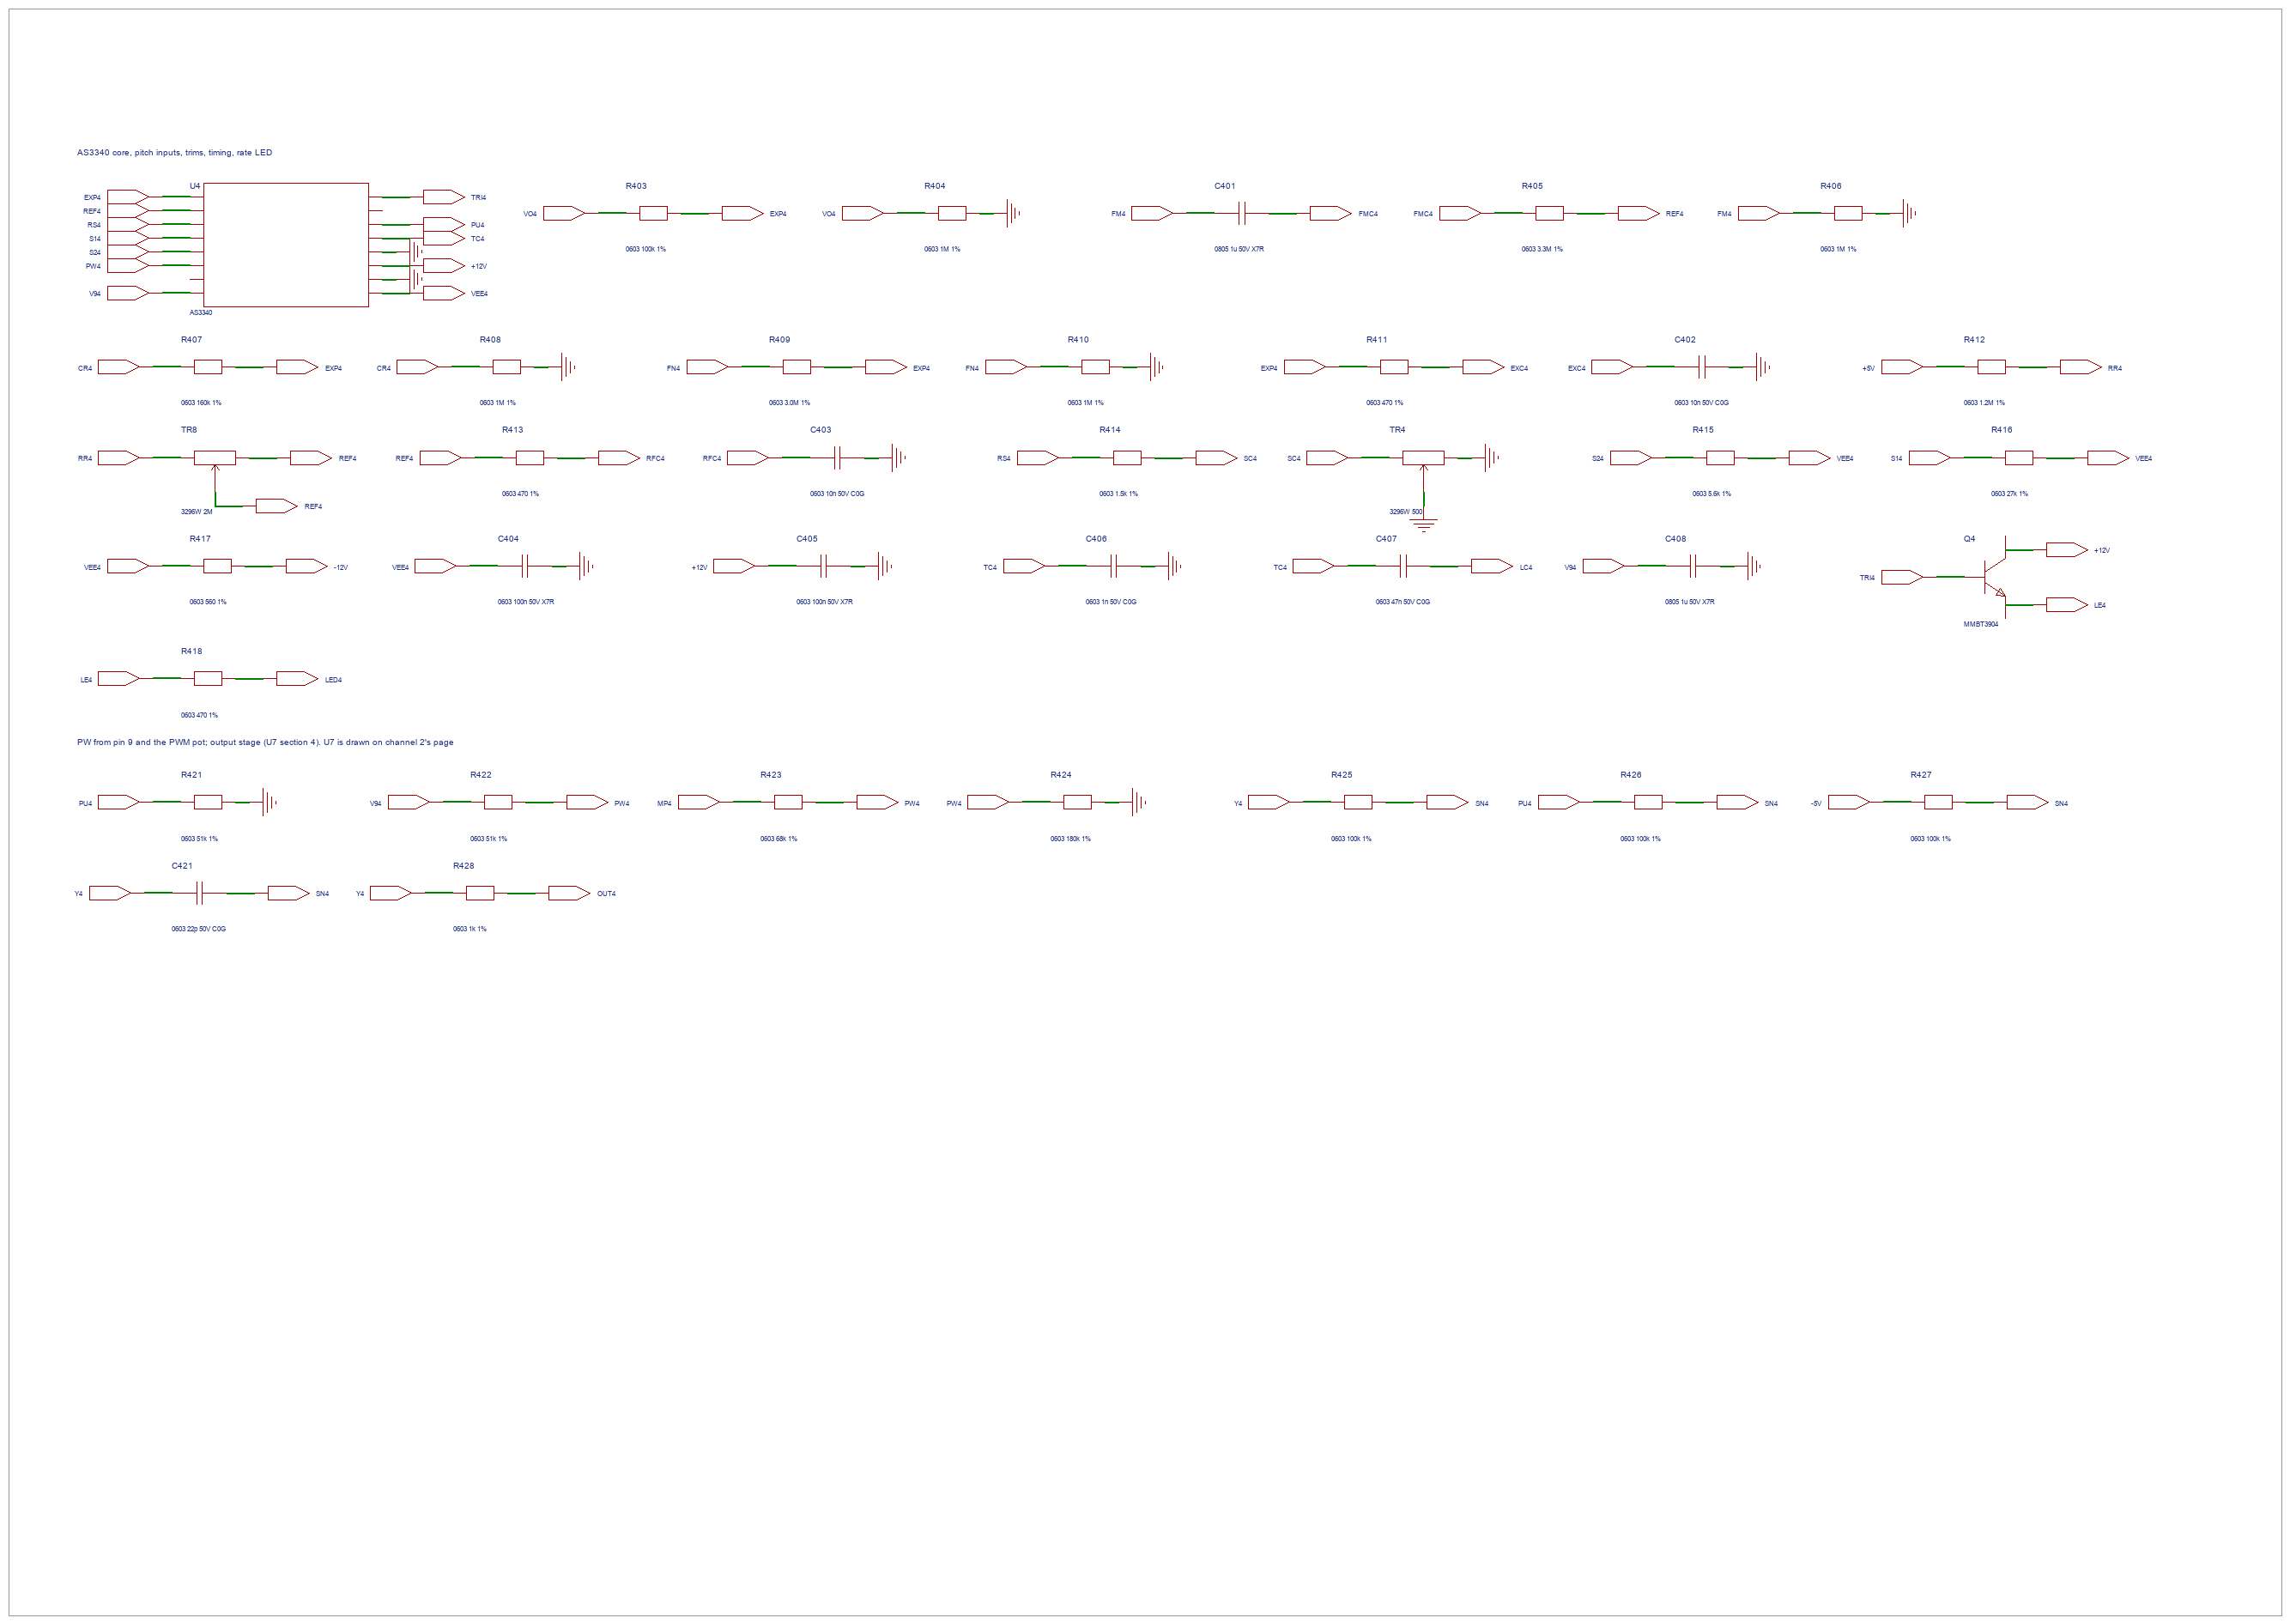 AS3340 core, pitch inputs, trims, timing, rate LED
U4
EXP4
REF4
RS4
S14
S24
PW4
V94
TRI4
PU4
TC4
+12V
VEE4
AS3340
R403
VO4
EXP4
0603 100k 1%
R404
VO4
0603 1M 1%
C401
FM4
FMC4
0805 1u 50V X7R
R405
FMC4
REF4
0603 3.3M 1%
R406
FM4
0603 1M 1%
R407
CR4
EXP4
0603 160k 1%
R408
CR4
0603 1M 1%
R409
FN4
EXP4
0603 3.0M 1%
R410
FN4
0603 1M 1%
R411
EXP4
EXC4
0603 470 1%
C402
EXC4
0603 10n 50V C0G
R412
+5V
RR4
0603 1.2M 1%
TR8
RR4
REF4
REF4
3296W 2M
R413
REF4
RFC4
0603 470 1%
C403
RFC4
0603 10n 50V C0G
R414
RS4
SC4
0603 1.5k 1%
TR4
SC4
3296W 500
R415
S24
VEE4
0603 5.6k 1%
R416
S14
VEE4
0603 27k 1%
R417
VEE4
-12V
0603 560 1%
C404
VEE4
0603 100n 50V X7R
C405
+12V
0603 100n 50V X7R
C406
TC4
0603 1n 50V C0G
C407
TC4
LC4
0603 47n 50V C0G
C408
V94
0805 1u 50V X7R
Q4
TRI4
+12V
LE4
MMBT3904
R418
LE4
LED4
0603 470 1%
PW from pin 9 and the PWM pot; output stage (U7 section 4). U7 is drawn on channel 2's page
R421
PU4
0603 51k 1%
R422
V94
PW4
0603 51k 1%
R423
MP4
PW4
0603 68k 1%
R424
PW4
0603 180k 1%
R425
Y4
SN4
0603 100k 1%
R426
PU4
SN4
0603 100k 1%
R427
-5V
SN4
0603 100k 1%
C421
Y4
SN4
0603 22p 50V C0G
R428
Y4
OUT4
0603 1k 1%